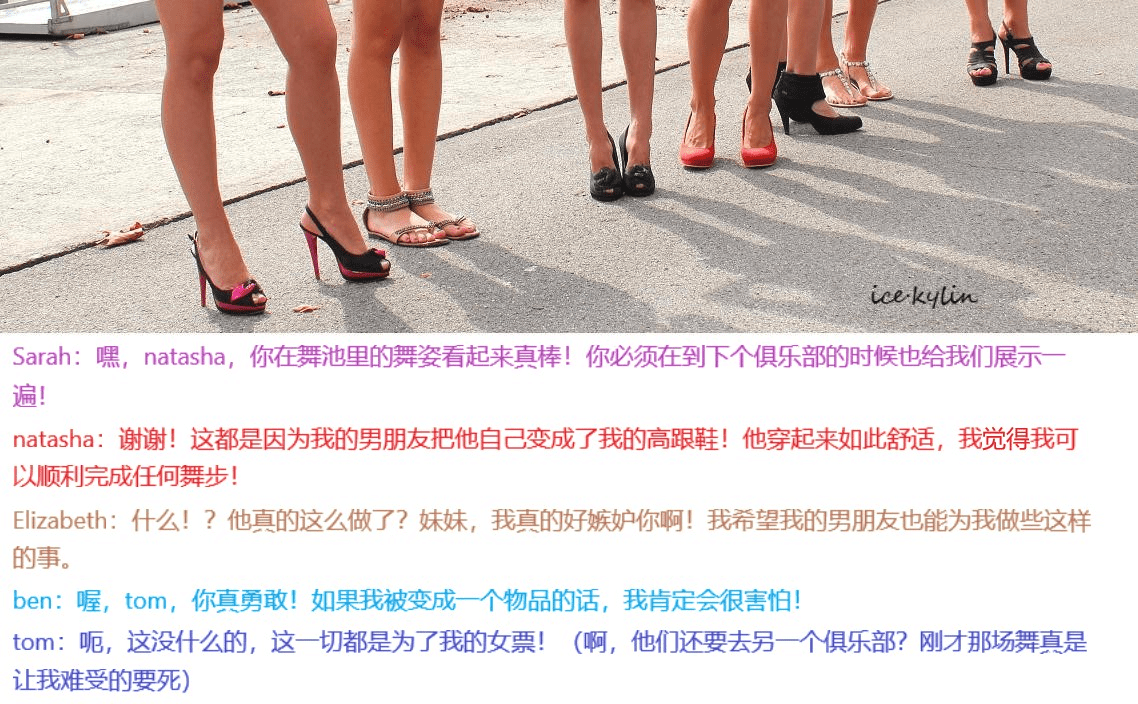 ice·kylin
Sarah：嘿，natasha，你在舞池里的舞姿看起来真棒！你必须在到下个俱乐部的时候也给我们展示一
遍！
natasha：谢谢！这都是因为我的男朋友把他自己变成了我的高跟鞋！他穿起来如此舒适，我觉得我可
以顺利完成任何舞步！
Elizabeth：什么！？他真的这么做了？妹妹，我真的好嫉妒你啊！我希望我的男朋友也能为我做些这样
的事。
ben：喔，tom，你真勇敢！如果我被变成一个物品的话，我肯定会很害怕！
tom：呃，这没什么的，这一切都是为了我的女票！（啊，他们还要去另一个俱乐部？刚才那场舞真是
让我难受的要死）